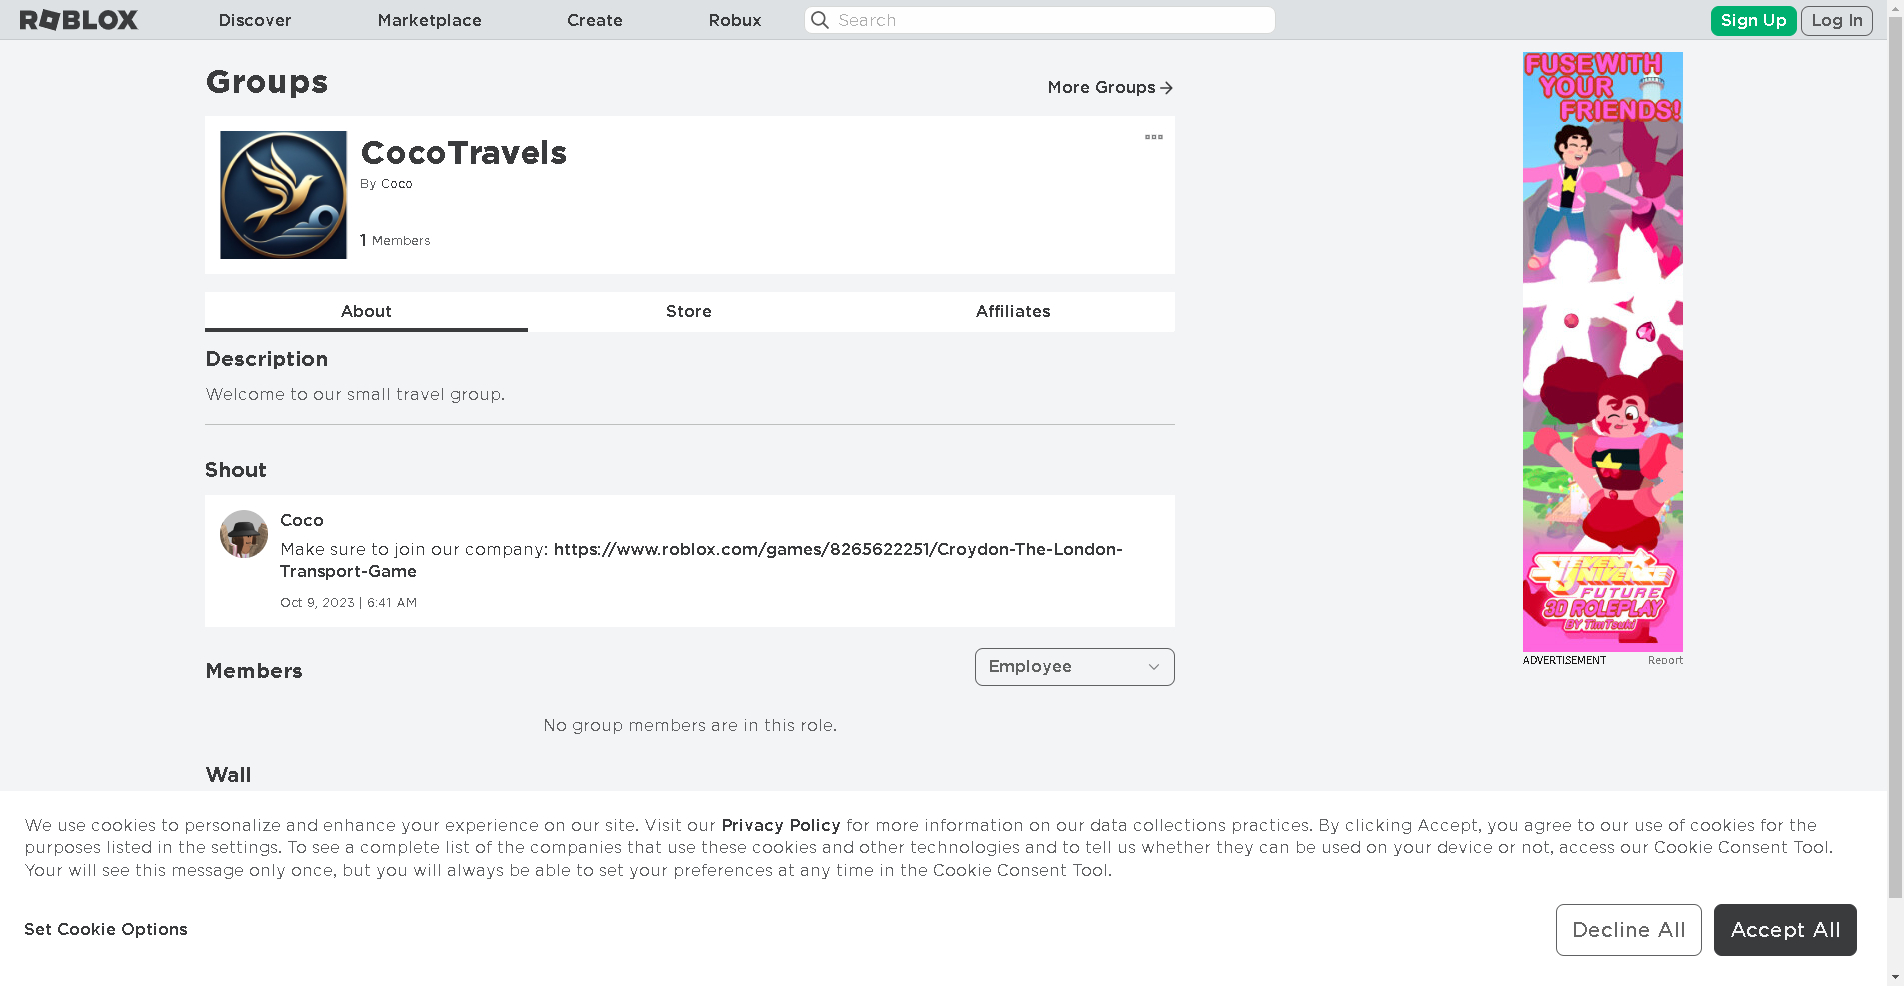 ROBLOX
Discover
Marketplace
Create
Robux
Search
Sign Up
Log In
Groups
More Groups
CocoTravels
By Coco
1 Members
About
Store
Affiliates
Description
Welcome to our small travel group.
Shout
Coco
Make sure to join our company: https://www.roblox.com/games/8265622251/Croydon-The-London-
Transport-Game
Oct 9, 2023 | 6:41 AM
Members
Employee
No group members are in this role.
Wall
FUSE WITH
YOUR
FRIENDS!
STEVEN
UNIVERSE
FUTURE
3D ROLEPLAY
BY TimTsuki
ADVERTISEMENT
Report
We use cookies to personalize and enhance your experience on our site. Visit our Privacy Policy for more information on our data collections practices. By clicking Accept, you agree to our use of cookies for the
purposes listed in the settings. To see a complete list of the companies that use these cookies and other technologies and to tell us whether they can be used on your device or not, access our Cookie Consent Tool.
Your will see this message only once, but you will always be able to set your preferences at any time in the Cookie Consent Tool.
Set Cookie Options
Decline All
Accept All